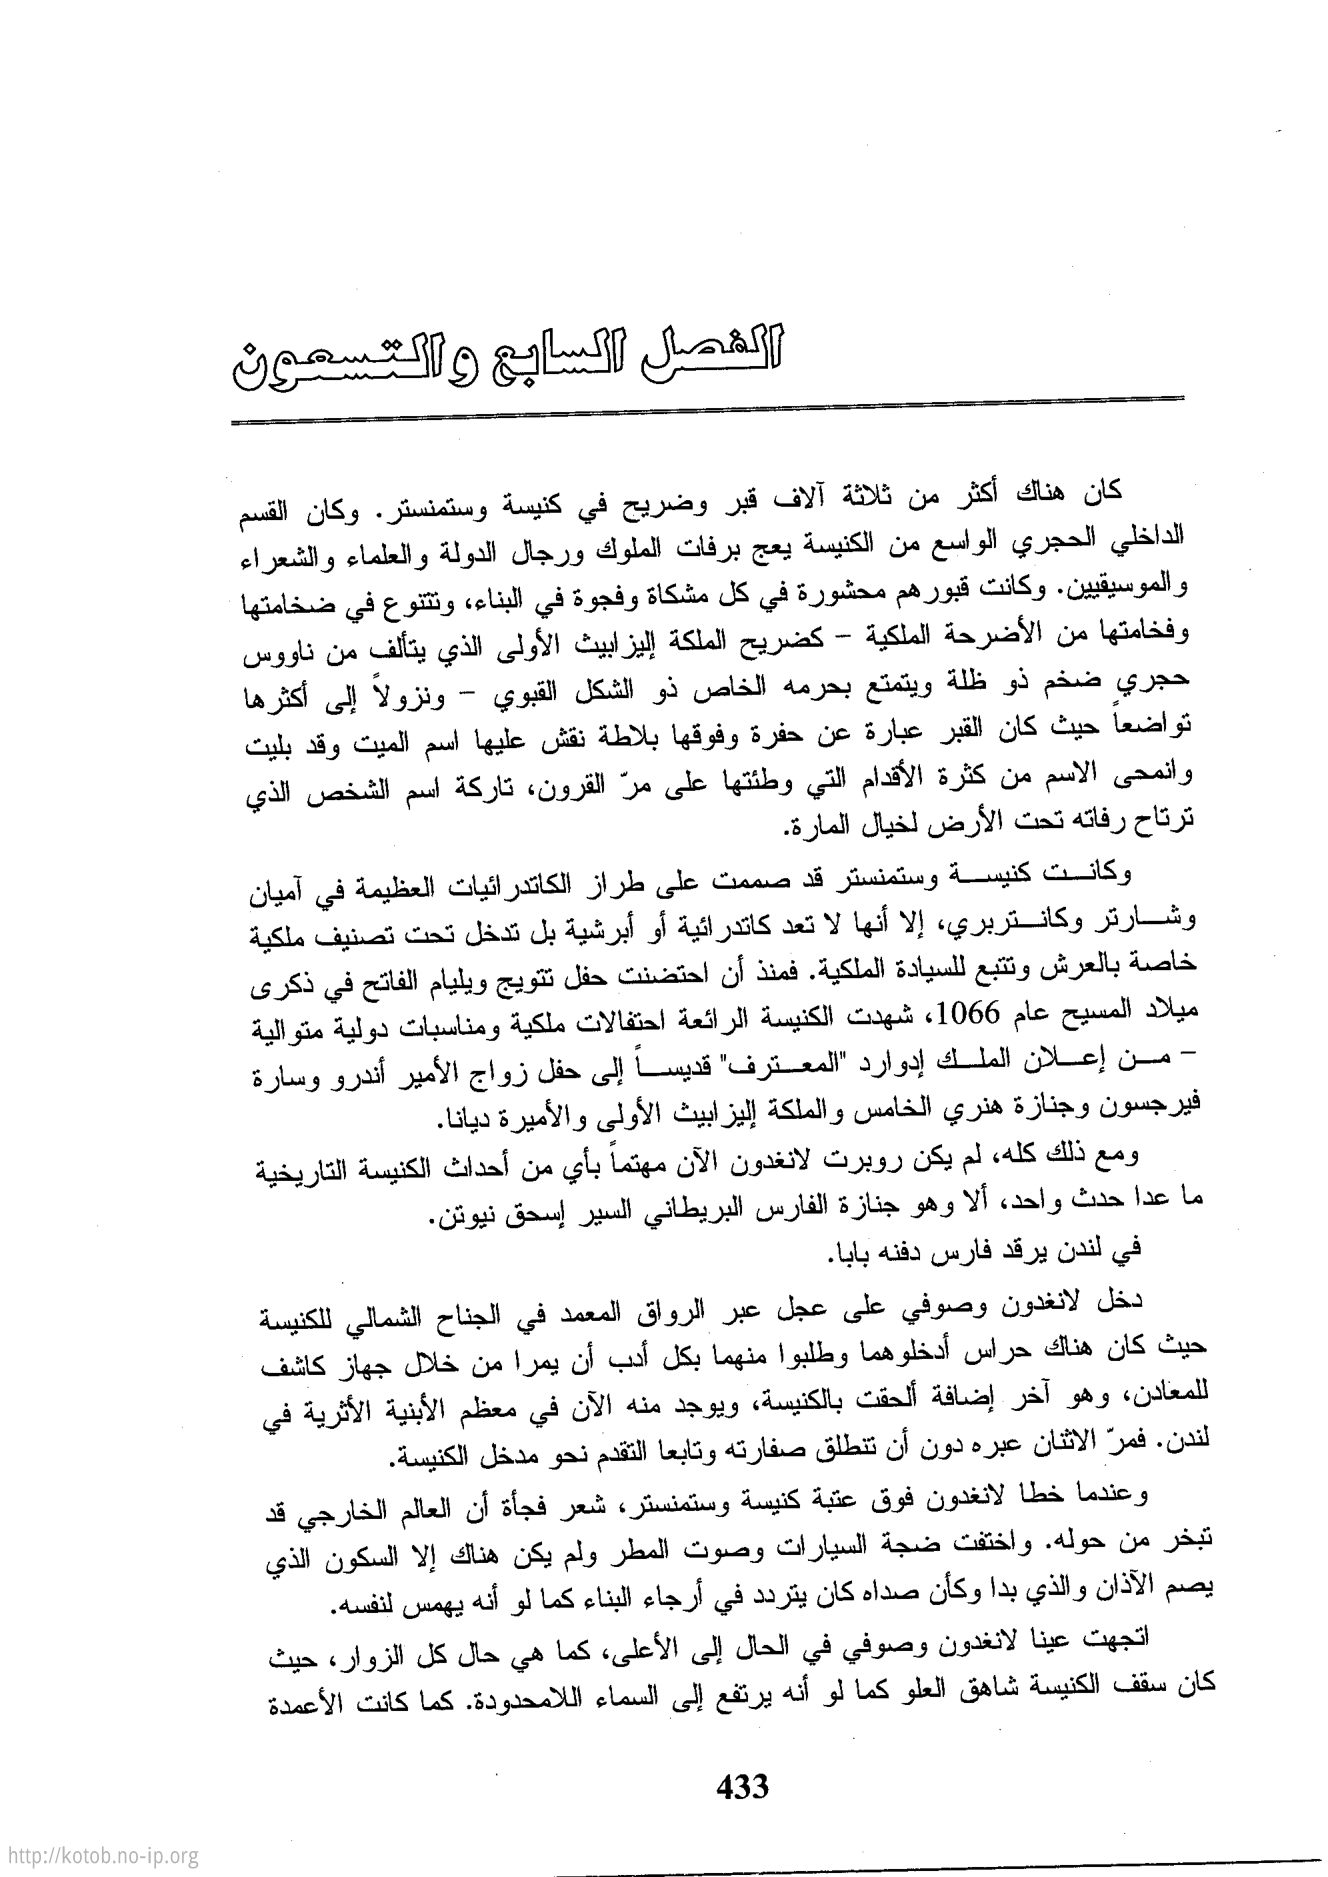 الفصل السابع والتسعون
كان هناك أكثر من ثلاثة آلاف قبر وضريح في كنيسة وستمنستر. وكان القسم
الداخلي الحجري الواسع من الكنيسة يعج برفات الملوك ورجال الدولة والعلماء والشعراء
والموسيقيين. وكانت قبورهم محشورة في كل مشكاة وفجوة في البناء، وتتنوع في ضخامتها
وفخامتها من الأضرحة الملكية - كضريح الملكة إليزابيث الأولى الذي يتألف من ناووس
حجري ضخم ذو ظلة ويتمتع بحرمه الخاص ذو الشكل القبوي - ونزولاً إلى أكثرها
تواضعاً حيث كان القبر عبارة عن حفرة وفوقها بلاطة نقش عليها اسم الميت وقد بليت
وانمحى الاسم من كثرة الأقدام التي وطئتها على مرّ القرون، تاركة اسم الشخص الذي
ترتاح رفاته تحت الأرض لخيال المارة.
وكانـت كنيسـة وستمنستر قد صممت على طراز الكاتدرائيات العظيمة في آميان
وشـارتر وكانـتربري، إلا أنها لا تعد كاتدرائية أو أبرشية بل تدخل تحت تصنيف ملكية
خاصة بالعرش وتتبع للسيادة الملكية. فمنذ أن احتضنت حفل تتويج ويليام الفاتح في ذكرى
ميلاد المسيح عام 1066، شهدت الكنيسة الرائعة احتفالات ملكية ومناسبات دولية متوالية
- مـن إعـلان الملـك إدوارد "المعـترف" قديسـاً إلى حفل زواج الأمير أندرو وسارة
فيرجسون وجنازة هنري الخامس والملكة إليزابيث الأولى والأميرة ديانا.
ومع ذلك كله، لم يكن روبرت لانغدون الآن مهتماً بأي من أحداث الكنيسة التاريخية
ما عدا حدث واحد، ألا وهو جنازة الفارس البريطاني السير إسحق نيوتن.
في لندن يرقد فارس دفنه بابا.
دخل لانغدون وصوفي على عجل عبر الرواق المعمد في الجناح الشمالي للكنيسة
حيث كان هناك حراس أدخلوهما وطلبوا منهما بكل أدب أن يمرا من خلال جهاز كاشف
للمعادن، وهو آخر إضافة ألحقت بالكنيسة، ويوجد منه الآن في معظم الأبنية الأثرية في
لندن. فمرّ الاثنان عبره دون أن تنطلق صفارته وتابعا التقدم نحو مدخل الكنيسة.
وعندما خطا لانغدون فوق عتبة كنيسة وستمنستر، شعر فجأة أن العالم الخارجي قد
تبخر من حوله. واختفت ضجة السيارات وصوت المطر ولم يكن هناك إلا السكون الذي
يصم الآذان والذي بدا وكأن صداه كان يتردد في أرجاء البناء كما لو أنه يهمس لنفسه.
اتجهت عينا لانغدون وصوفي في الحال إلى الأعلى، كما هي حال كل الزوار، حيث
كان سقف الكنيسة شاهق العلو كما لو أنه يرتفع إلى السماء اللامحدودة. كما كانت الأعمدة
433
http://kotob.no-ip.org